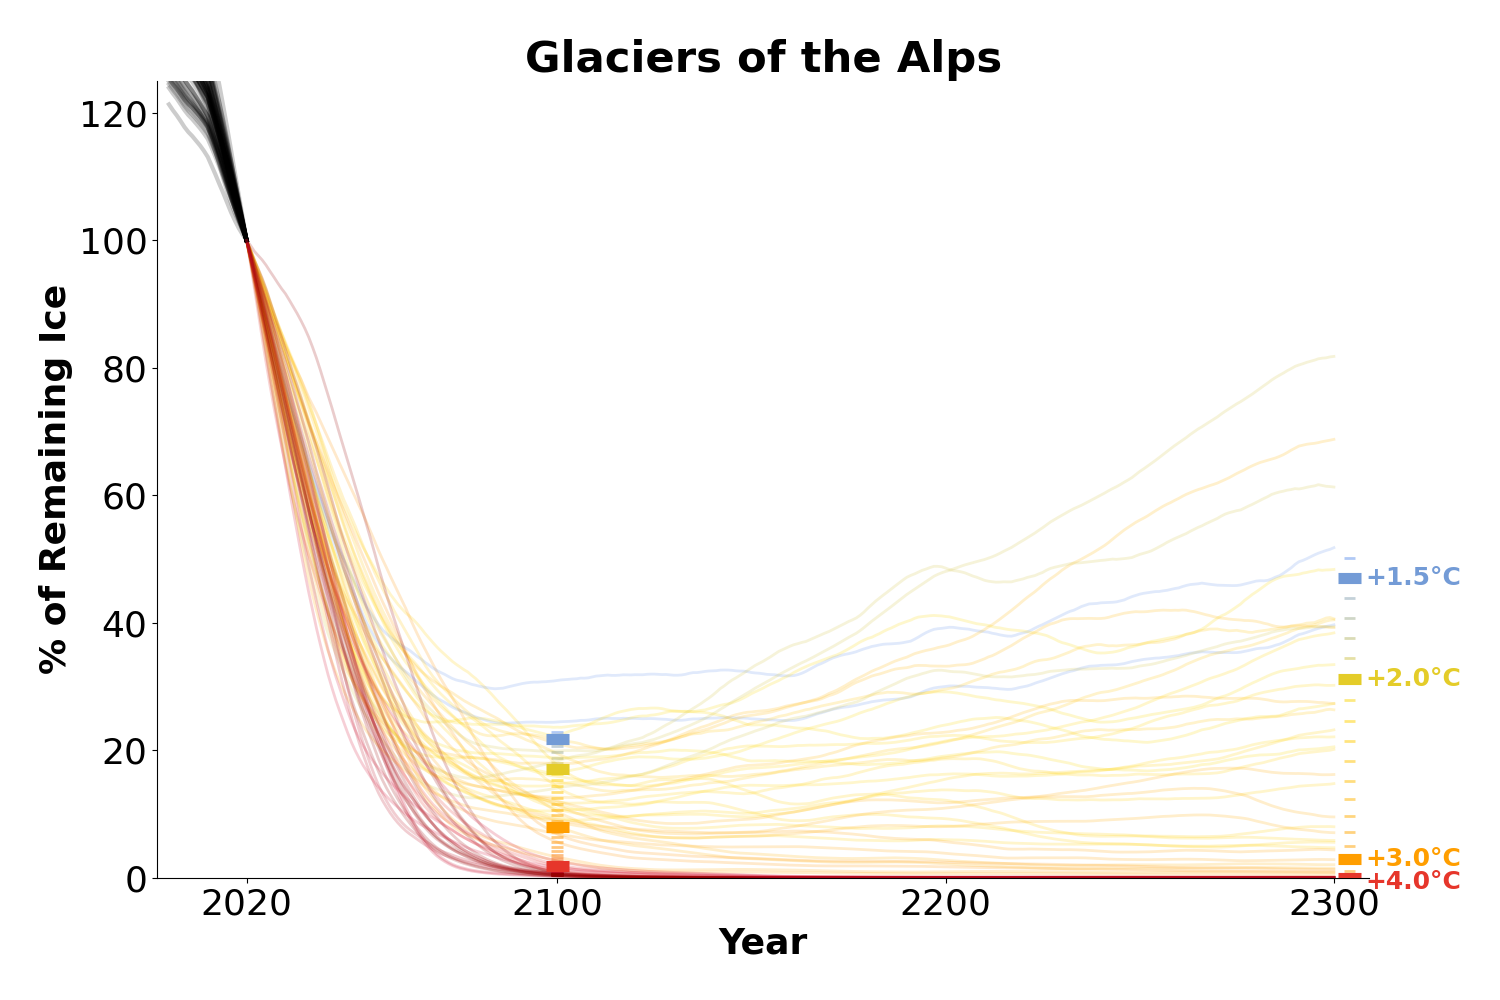 Glaciers of the Alps
% of Remaining Ice
120
100
80
60
40
20
0
+1.5°C
+2.0°C
+3.0°C
+4.0°C
2020
2100
2200
2300
Year